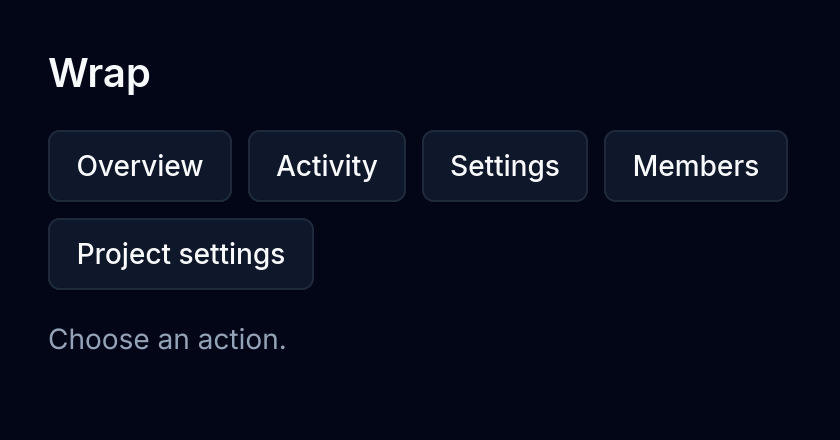 Wrap
Overview Activity Settings Members
Project settings
Choose an action.